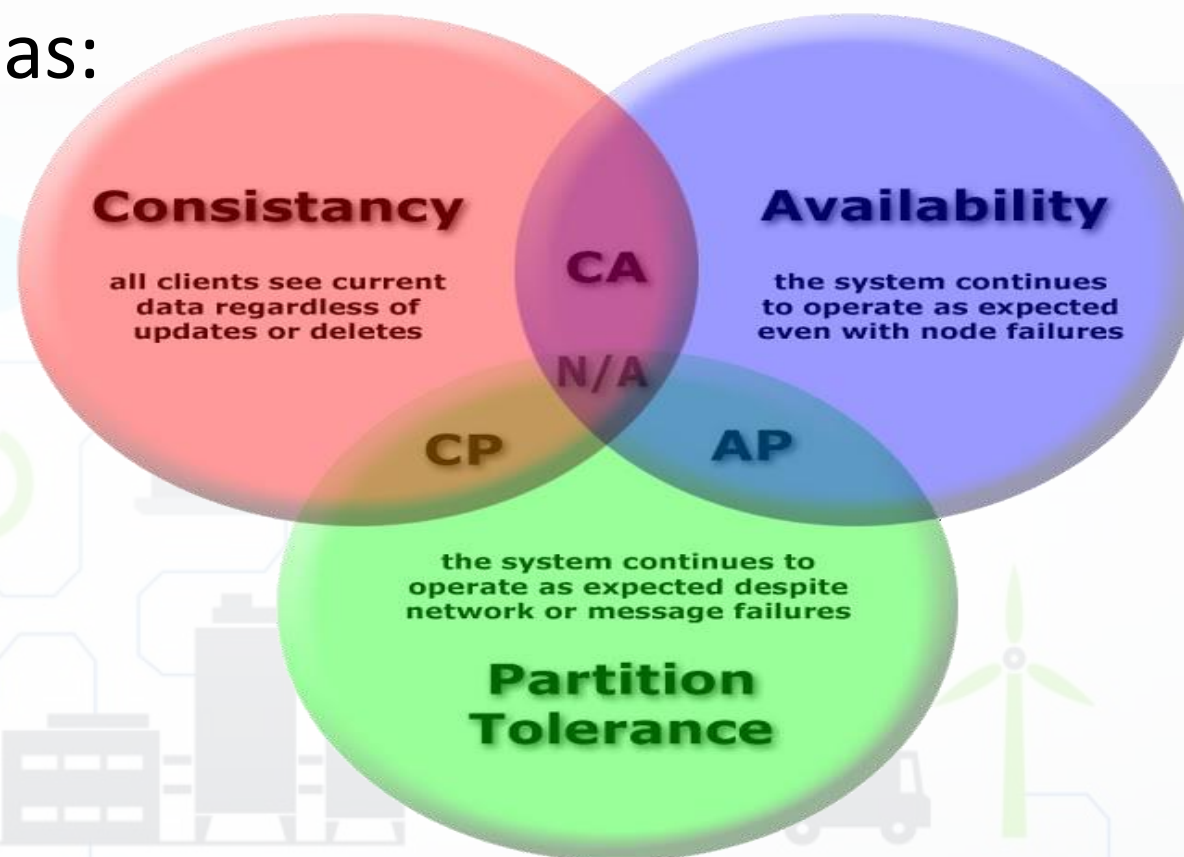 as:
Consistancy
all clients see current
data regardless of
updates or deletes
Availability
the system continues
to operate as expected
even with node failures
CA
N/A
CP
AP
the system continues to
operate as expected despite
network or message failures
Partition
Tolerance